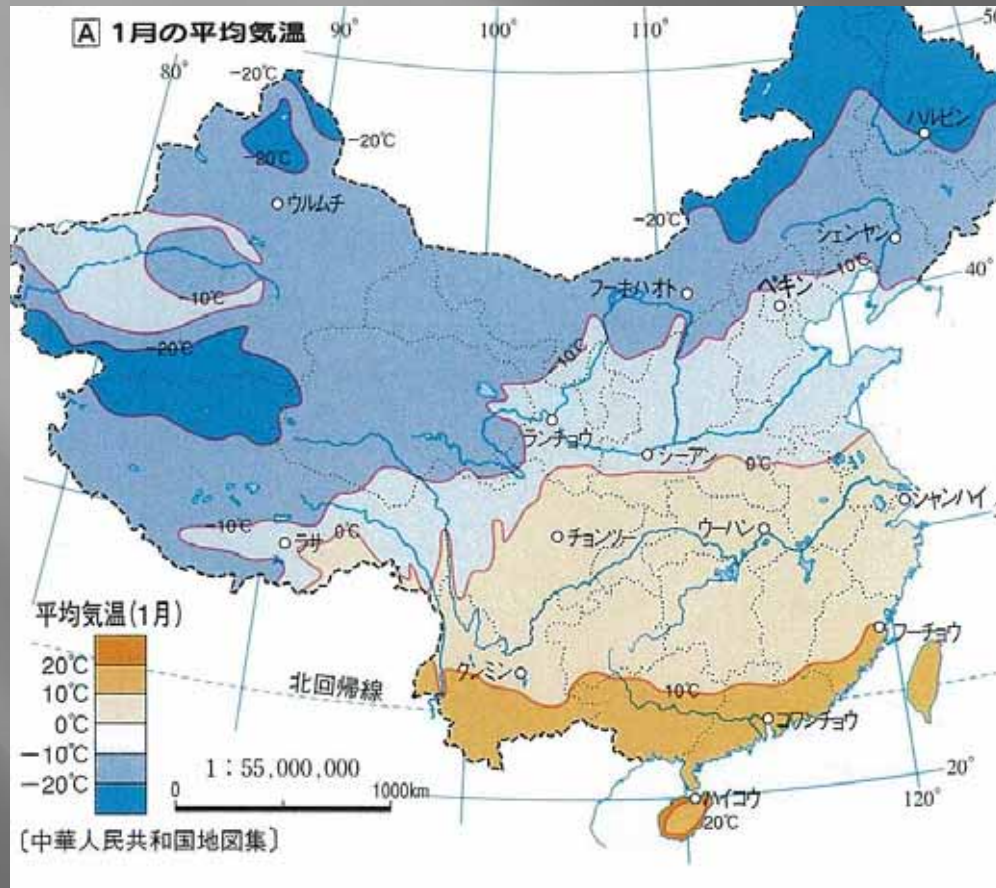 A 1月の平均気温
80°
90°
100°
110°
50
-20℃
-20℃
-20℃
ハルビン
ウルムチ
-20℃
シェンヤン
-10℃
40°
フーホハオト
ペキン
-10℃
-20℃
-10℃
ランチョウ
シーアン
0℃
シャンハイ
-10℃
ラサ
0℃
チョンツー
ウーハン
平均気温(1月)
20℃
10℃
0℃
-10℃
-20℃
北回帰線
クンミン
10℃
フーチョウ
コワンチョウ
1:55,000,000
0
1000km
ハイコウ
20℃
20°
120°
〔中華人民共和国地図集〕